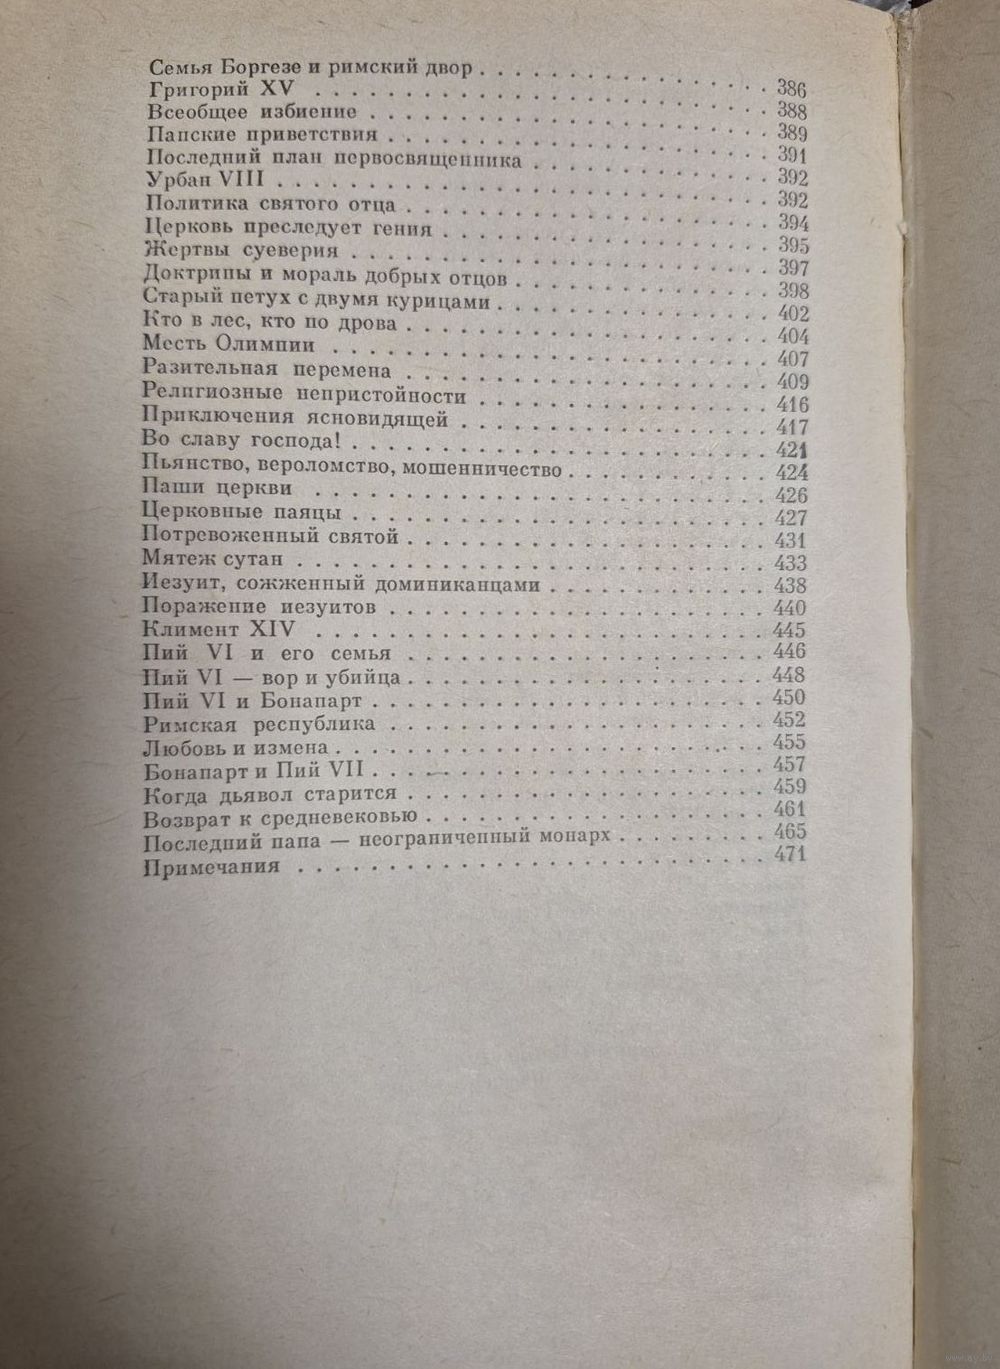 Семья Боргезе и римский двор . . . . . . . . . . . . . . . . 386
Григорий XV . . . . . . . . . . . . . . . . 388
Всеобщее избиение . . . . . . . . . . . . . . . . 389
Папские приветствия . . . . . . . . . . . . . . . . 391
Последний план первосвященника . . . . . . . . . . . . . 392
Урбан VIII . . . . . . . . . . . . . . . . 392
Политика святого отца . . . . . . . . . . . . . . . . 394
Церковь преследует гения . . . . . . . . . . . . . . . . 395
Жертвы суеверия . . . . . . . . . . . . . . . . 397
Доктрины и мораль добрых отцов . . . . . . . . . . . . . . 398
Старый петух с двумя курицами . . . . . . . . . . . . . . . 402
Кто в лес, кто по дрова . . . . . . . . . . . . . . . . 404
Месть Олимпии . . . . . . . . . . . . . . . . 407
Разительная перемена . . . . . . . . . . . . . . . . 409
Религиозные непристойности . . . . . . . . . . . . . . . . 416
Приключения ясновидящей . . . . . . . . . . . . . . . . 417
Во славу господа! . . . . . . . . . . . . . . . . 421
Пьянство, вероломство, мошенничество . . . . . . . . . . . 424
Паши церкви . . . . . . . . . . . . . . . . 426
Церковные паяцы . . . . . . . . . . . . . . . . 427
Потревоженный святой . . . . . . . . . . . . . . . . 431
Мятеж сутан . . . . . . . . . . . . . . . . 433
Иезуит, сожженный доминиканцами . . . . . . . . . . . . 438
Поражение иезуитов . . . . . . . . . . . . . . . . 440
Климент XIV . . . . . . . . . . . . . . . . 445
Пий VI и его семья . . . . . . . . . . . . . . . . 446
Пий VI — вор и убийца . . . . . . . . . . . . . . . . 448
Пий VI и Бонапарт . . . . . . . . . . . . . . . . 450
Римская республика . . . . . . . . . . . . . . . . 452
Любовь и измена . . . . . . . . . . . . . . . . 455
Бонапарт и Пий VII . . . . . . . . . . . . . . . . 457
Когда дьявол старится . . . . . . . . . . . . . . . . 459
Возврат к средневековью . . . . . . . . . . . . . . . . 461
Последний папа — неограниченный монарх . . . . . . . . 465
Примечания . . . . . . . . . . . . . . . . 471